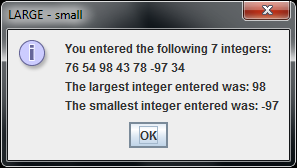 LARGE - small
You entered the following 7 integers:
76 54 98 43 78 -97 34
The largest integer entered was: 98
The smallest integer entered was: -97
OK